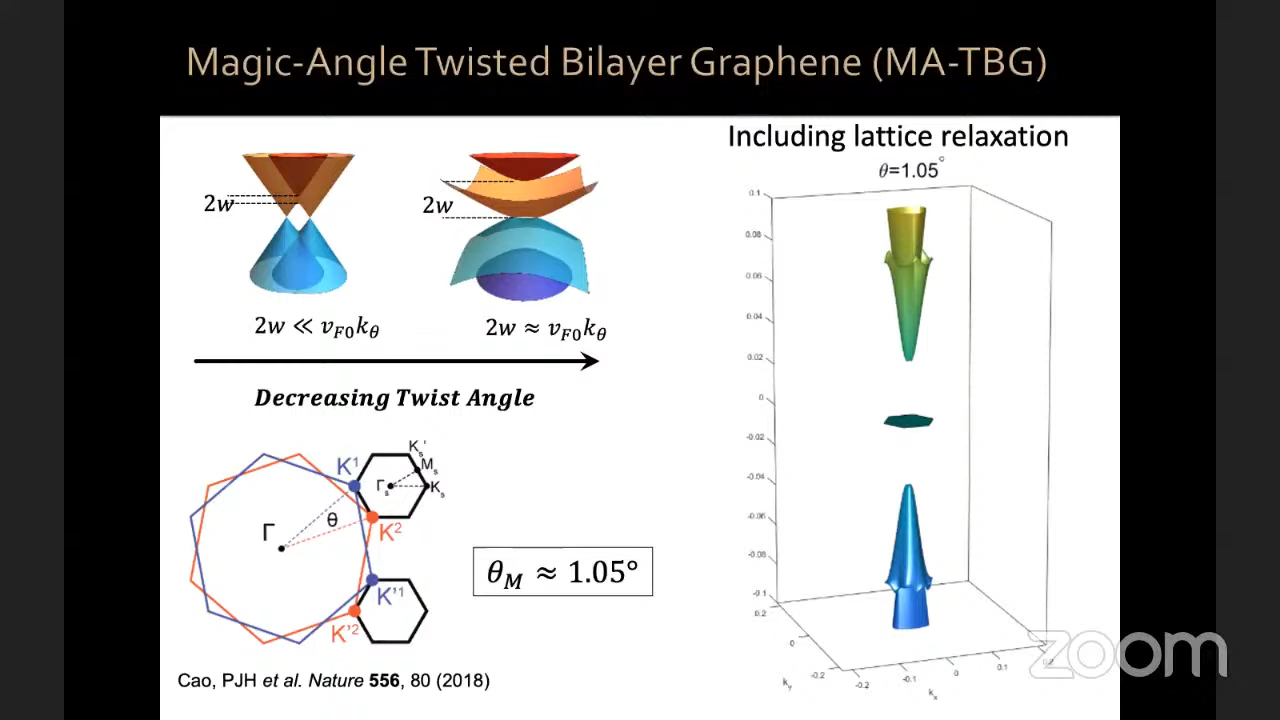 Magic-Angle Twisted Bilayer Graphene (MA-TBG)
2w
2w
2w ≪ v_{F0}k_θ
2w ≈ v_{F0}k_θ
Decreasing Twist Angle
Γ
θ
K¹
K²
K'¹
K'²
Γ_s
K_s'
M_s
K_s
θ_M ≈ 1.05°
Cao, PJH et al. Nature 556, 80 (2018)
Including lattice relaxation
θ=1.05°
0.1
0.08
0.06
0.04
0.02
0
-0.02
-0.04
-0.06
-0.08
-0.1
0.2
0
-0.2
k_y
-0.2
-0.1
0
0.1
0.2
k_x
zoom